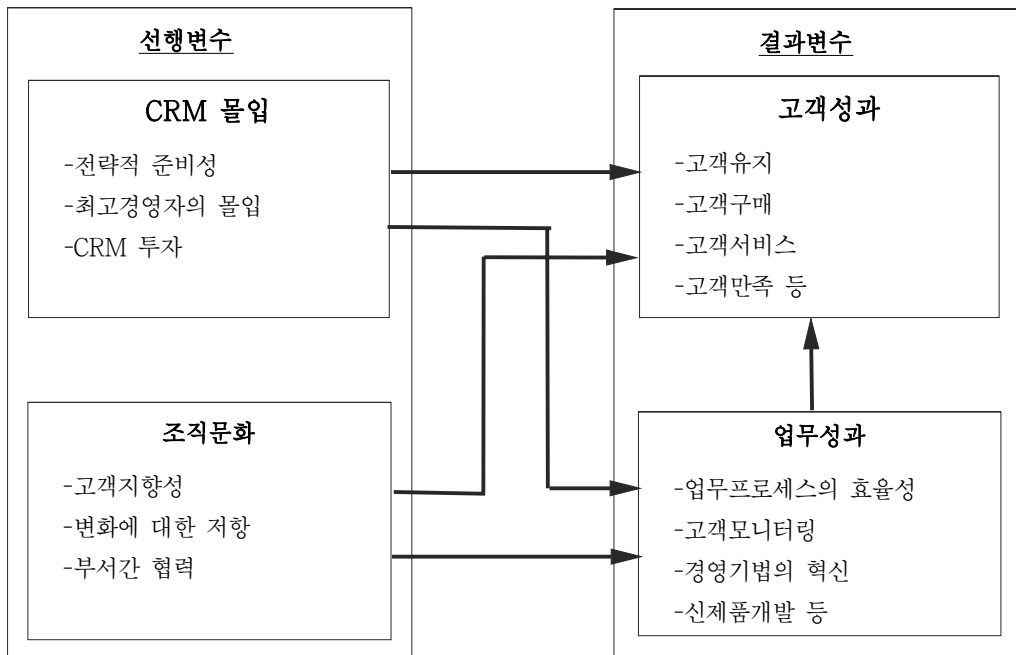 선행변수
CRM 몰입
-전략적 준비성
-최고경영자의 몰입
-CRM 투자
조직문화
-고객지향성
-변화에 대한 저항
-부서간 협력
결과변수
고객성과
-고객유지
-고객구매
-고객서비스
-고객만족 등
업무성과
-업무프로세스의 효율성
-고객모니터링
-경영기법의 혁신
-신제품개발 등